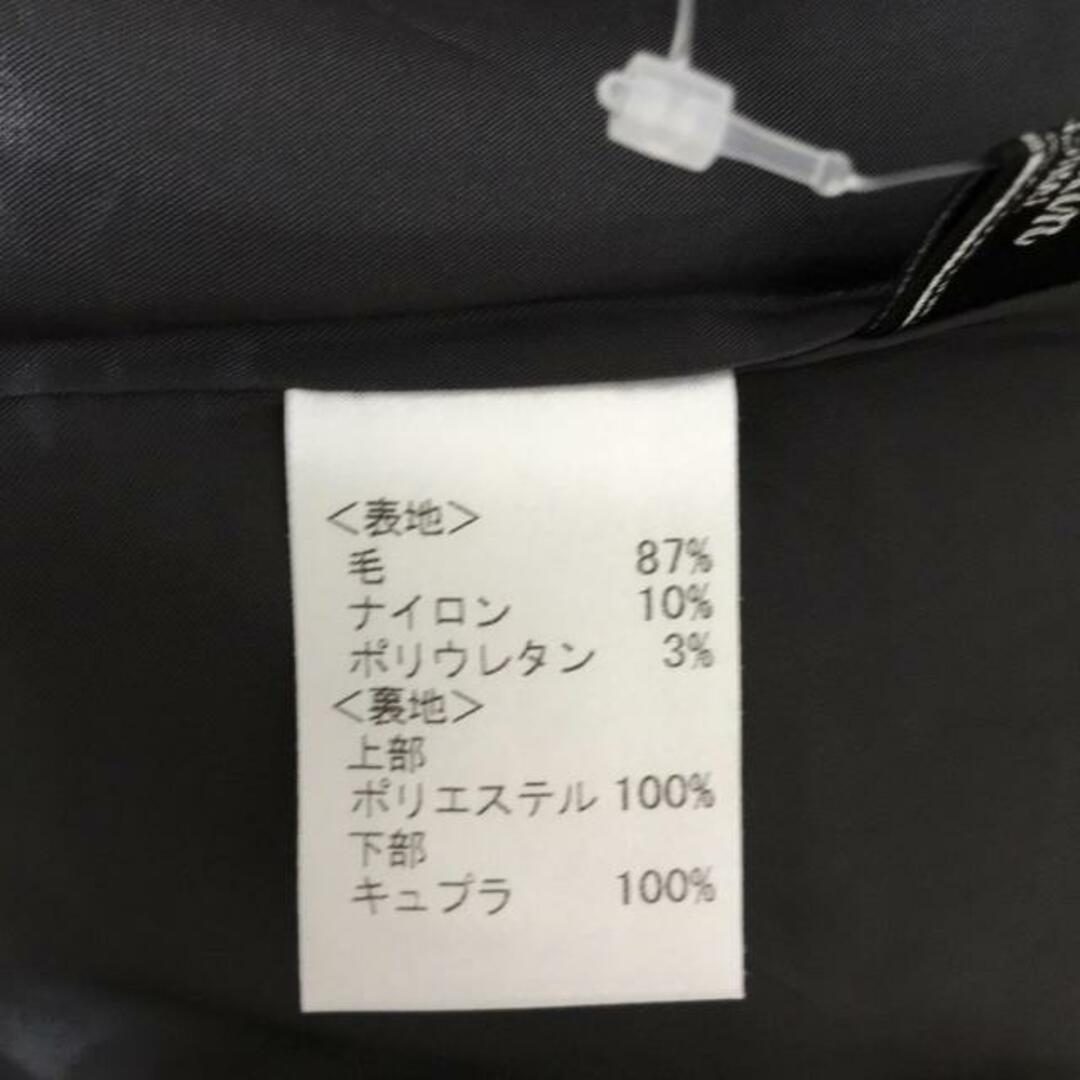 <表地>
毛 87%
ナイロン 10%
ポリウレタン 3%
<裏地>
上部
ポリエステル 100%
下部
キュプラ 100%